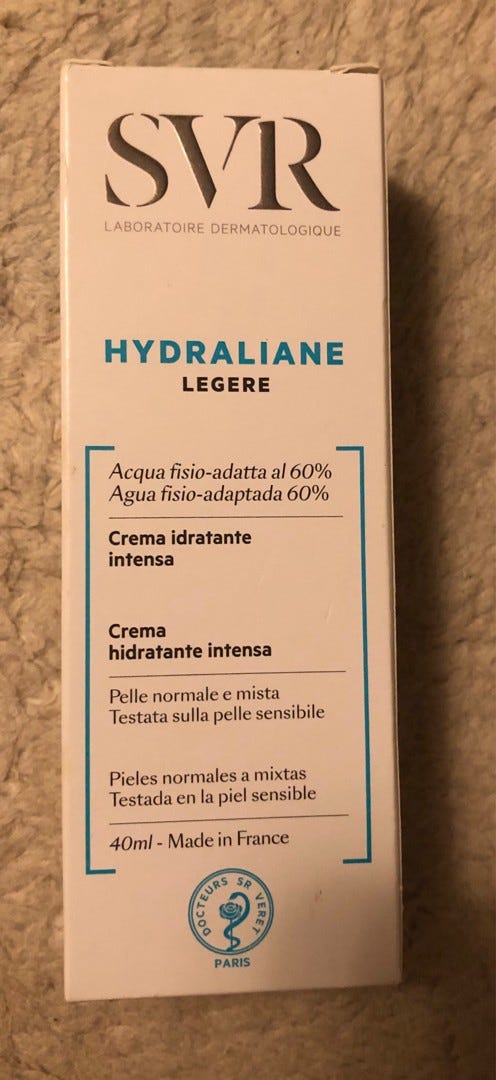 SVR
LABORATOIRE DERMATOLOGIQUE
HYDRALIANE
LEGERE
Acqua fisio-adatta al 60%
Agua fisio-adaptada 60%
Crema idratante
intensa
Crema
hidratante intensa
Pelle normale e mista
Testata sulla pelle sensibile
Pieles normales a mixtas
Testada en la piel sensible
40ml - Made in France
DOCTEURS SR VERET
PARIS